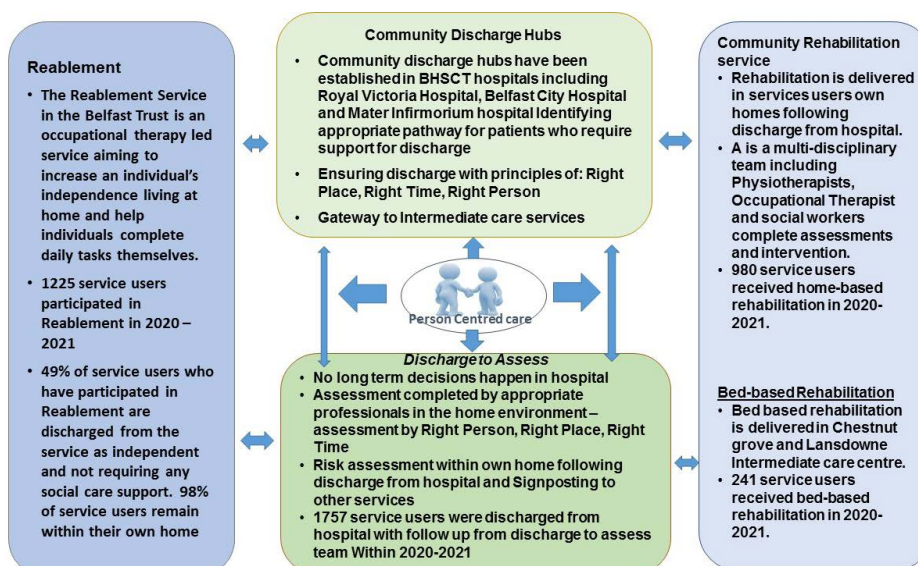 Reablement
• The Reablement Service
in the Belfast Trust is an
occupational therapy led
service aiming to
increase an individual's
independence living at
home and help
individuals complete
daily tasks themselves.
• 1225 service users
participated in
Reablement in 2020 –
2021
• 49% of service users who
have participated in
Reablement are
discharged from the
service as independent
and not requiring any
social care support. 98%
of service users remain
within their own home
Community Discharge Hubs
• Community discharge hubs have been
established in BHSCT hospitals including
Royal Victoria Hospital, Belfast City Hospital
and Mater Infirmorium hospital Identifying
appropriate pathway for patients who require
support for discharge
• Ensuring discharge with principles of: Right
Place, Right Time, Right Person
• Gateway to Intermediate care services
Person Centred care
Discharge to Assess
• No long term decisions happen in hospital
• Assessment completed by appropriate
professionals in the home environment –
assessment by Right Person, Right Place, Right
Time
• Risk assessment within own home following
discharge from hospital and Signposting to
other services
• 1757 service users were discharged from
hospital with follow up from discharge to assess
team Within 2020-2021
Community Rehabilitation
service
• Rehabilitation is delivered
in services users own
homes following
discharge from hospital.
• A is a multi-disciplinary
team including
Physiotherapists,
Occupational Therapist
and social workers
complete assessments
and intervention.
• 980 service users
received home-based
rehabilitation in 2020-
2021.
Bed-based Rehabilitation
• Bed based rehabilitation
is delivered in Chestnut
grove and Lansdowne
Intermediate care centre.
• 241 service users
received bed-based
rehabilitation in 2020-
2021.